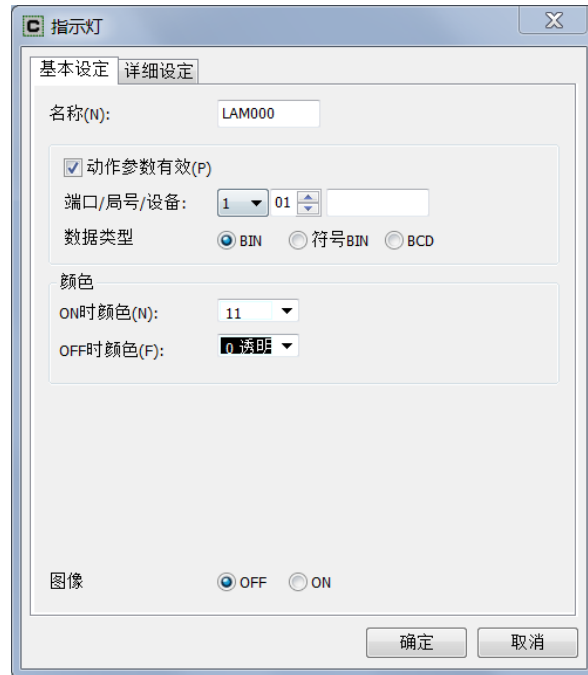 C 指示灯
基本设定 详细设定
名称(N): LAM000
动作参数有效(P)
端口/局号/设备: 1 01
数据类型 BIN 符号BIN BCD
颜色
ON时颜色(N): 11
OFF时颜色(F): 0 透明
图像 OFF ON
确定 取消